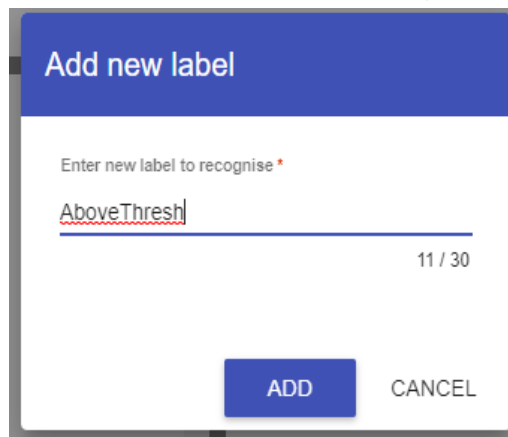 Add new label
Enter new label to recognise *
AboveThresh
11 / 30
ADD CANCEL